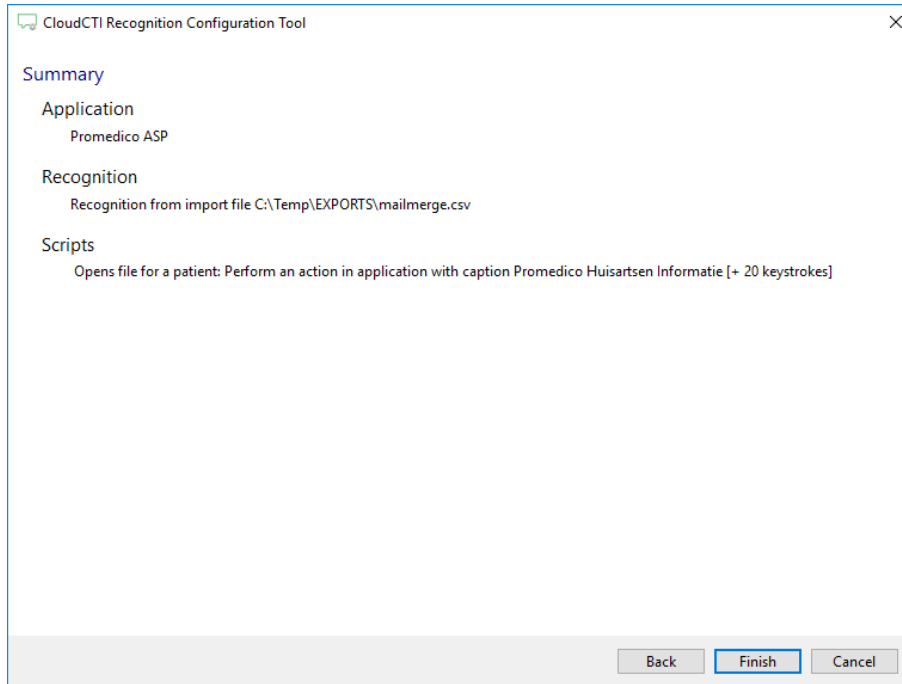 CloudCTI Recognition Configuration Tool
Summary
Application
Promedico ASP
Recognition
Recognition from import file C:\Temp\EXPORTS\mailmerge.csv
Scripts
Opens file for a patient: Perform an action in application with caption Promedico Huisartsen Informatie [+ 20 keystrokes]
Back Finish Cancel